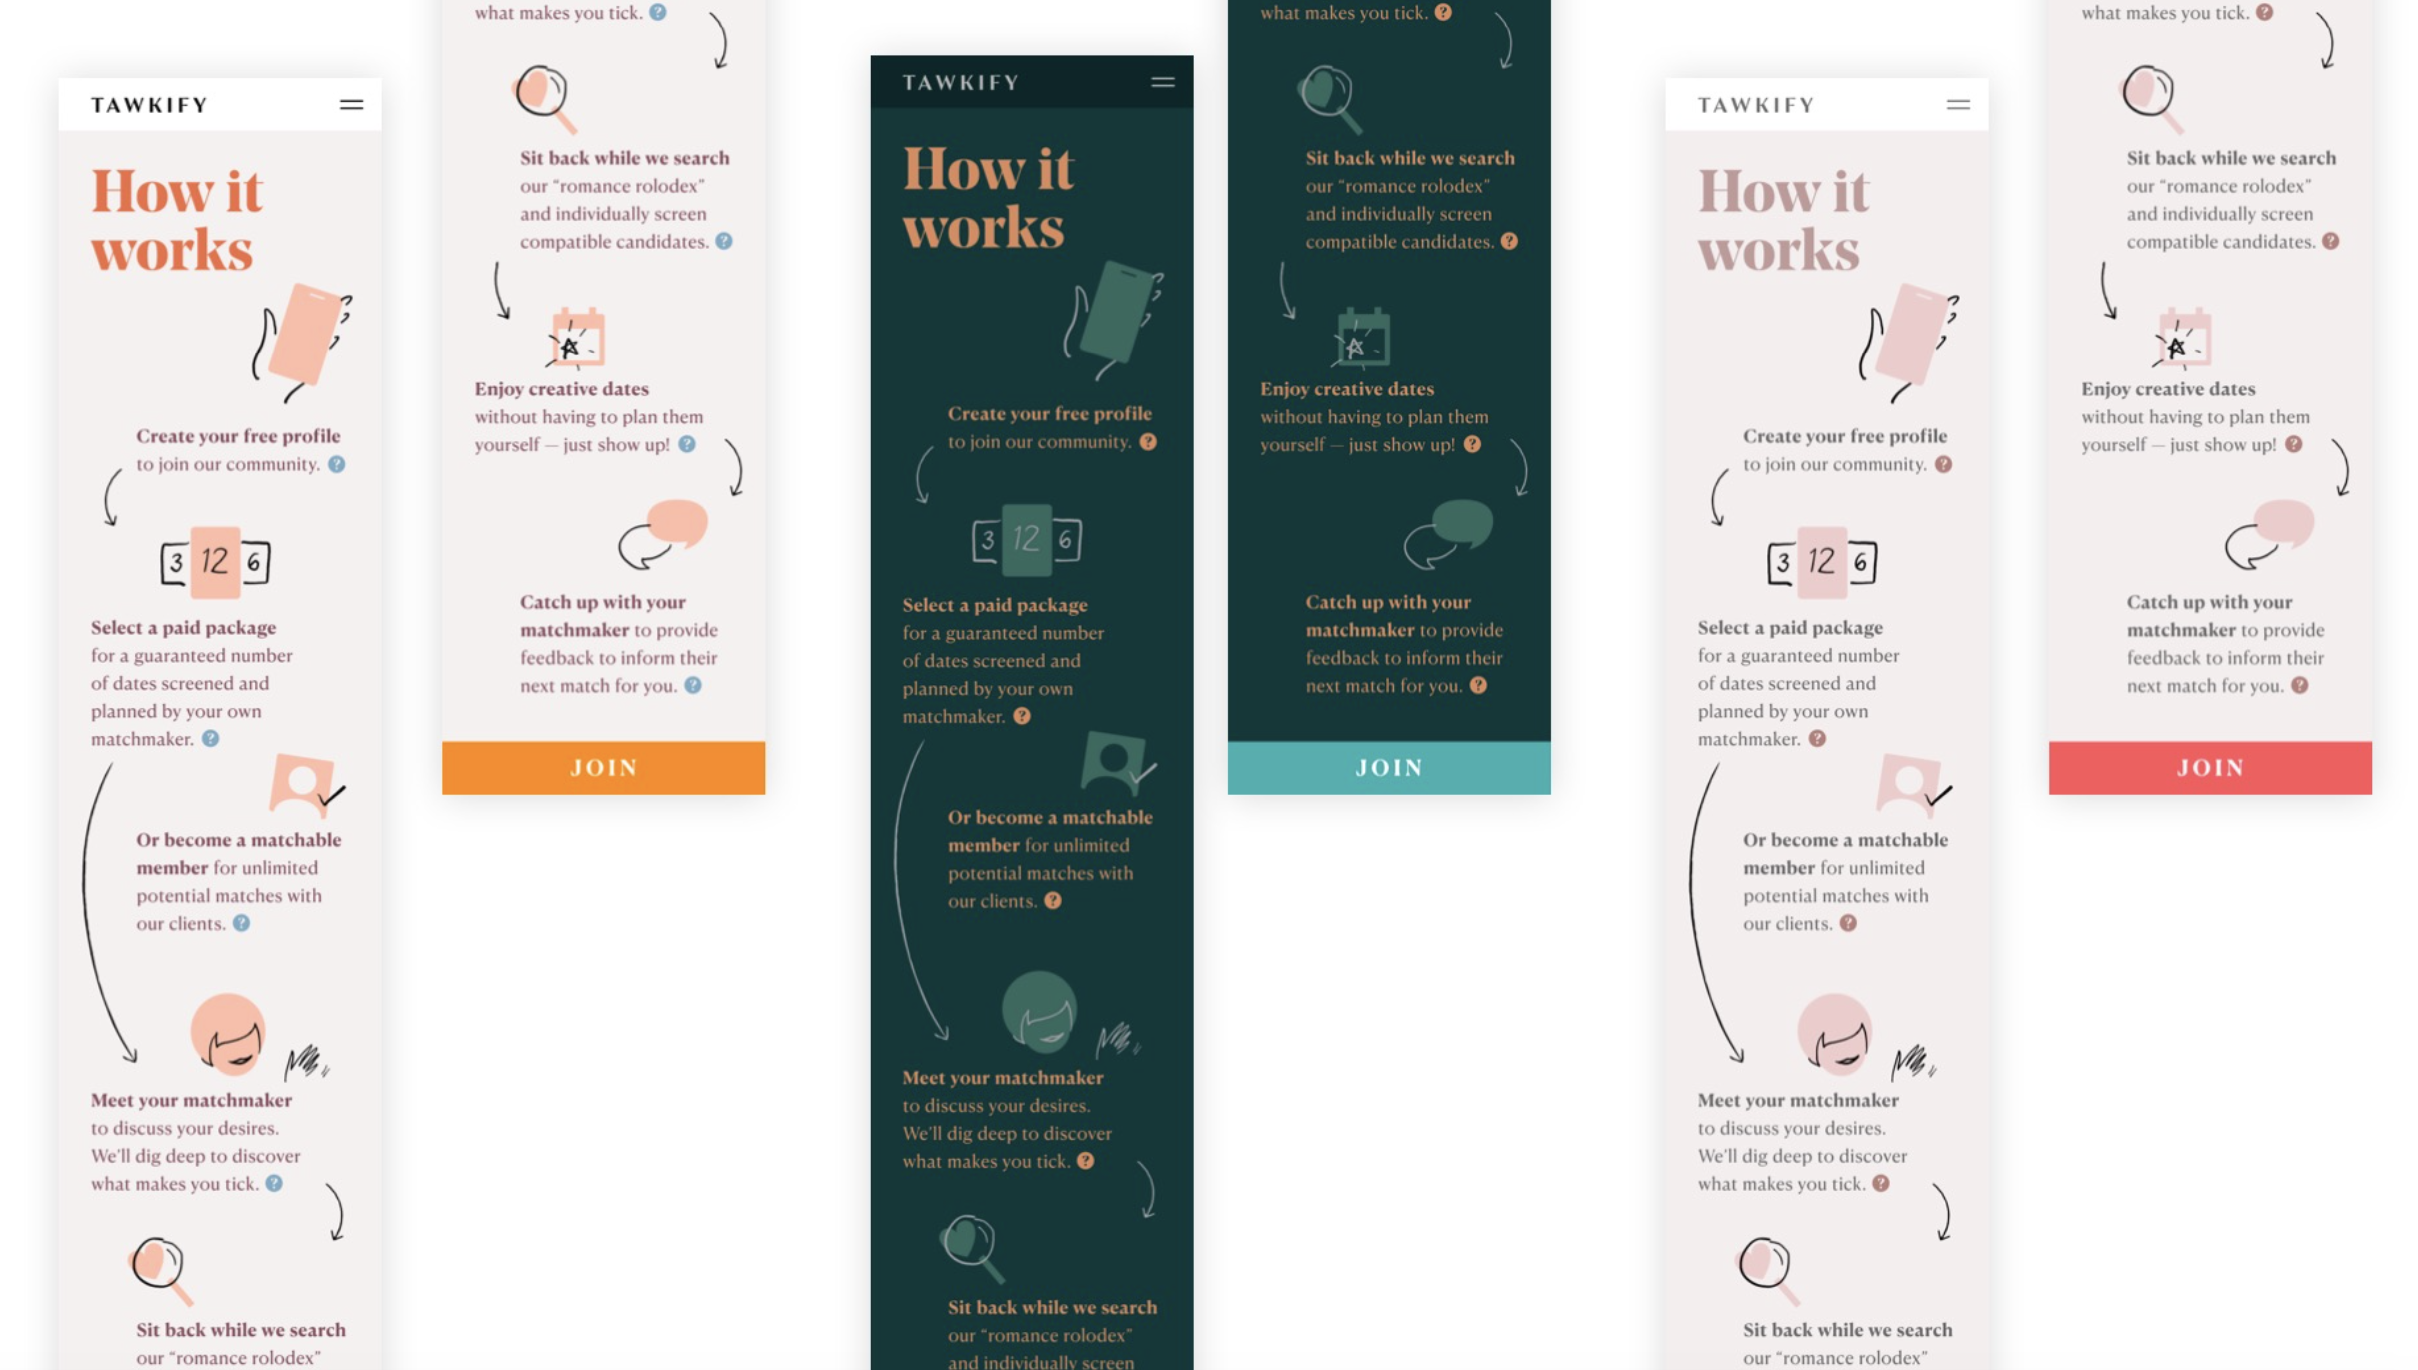 TAWKIFY
How it
works
Create your free profile
to join our community. ?
3 12 6
Select a paid package
for a guaranteed number
of dates screened and
planned by your own
matchmaker. ?
Or become a matchable
member for unlimited
potential matches with
our clients. ?
Meet your matchmaker
to discuss your desires.
We'll dig deep to discover
what makes you tick. ?
Sit back while we search
our “romance rolodex”
what makes you tick. ?
Sit back while we search
our “romance rolodex”
and individually screen
compatible candidates. ?
Enjoy creative dates
without having to plan them
yourself – just show up! ?
Catch up with your
matchmaker to provide
feedback to inform their
next match for you. ?
JOIN
TAWKIFY
How it
works
Create your free profile
to join our community. ?
3 12 6
Select a paid package
for a guaranteed number
of dates screened and
planned by your own
matchmaker. ?
Or become a matchable
member for unlimited
potential matches with
our clients. ?
Meet your matchmaker
to discuss your desires.
We'll dig deep to discover
what makes you tick. ?
Sit back while we search
our “romance rolodex”
and individually screen
what makes you tick. ?
Sit back while we search
our “romance rolodex”
and individually screen
compatible candidates. ?
Enjoy creative dates
without having to plan them
yourself – just show up! ?
Catch up with your
matchmaker to provide
feedback to inform their
next match for you. ?
JOIN
TAWKIFY
How it
works
Create your free profile
to join our community. ?
3 12 6
Select a paid package
for a guaranteed number
of dates screened and
planned by your own
matchmaker. ?
Or become a matchable
member for unlimited
potential matches with
our clients. ?
Meet your matchmaker
to discuss your desires.
We'll dig deep to discover
what makes you tick. ?
Sit back while we search
our “romance rolodex”
what makes you tick. ?
Sit back while we search
our “romance rolodex”
and individually screen
compatible candidates. ?
Enjoy creative dates
without having to plan them
yourself – just show up! ?
Catch up with your
matchmaker to provide
feedback to inform their
next match for you. ?
JOIN